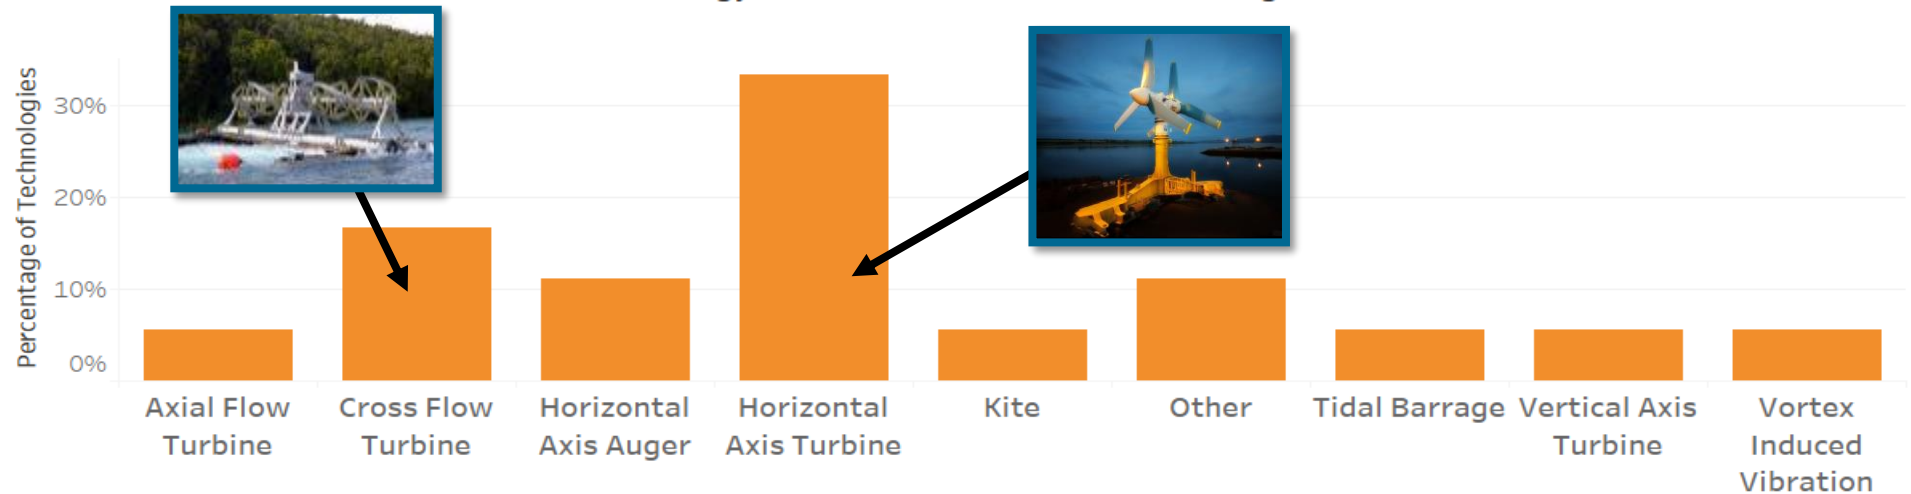 Percentage of Technologies
30%
20%
10%
0%
Axial Flow
Turbine
Cross Flow
Turbine
Horizontal
Axis Auger
Horizontal
Axis Turbine
Kite
Other
Tidal Barrage
Vertical Axis
Turbine
Vortex
Induced
Vibration